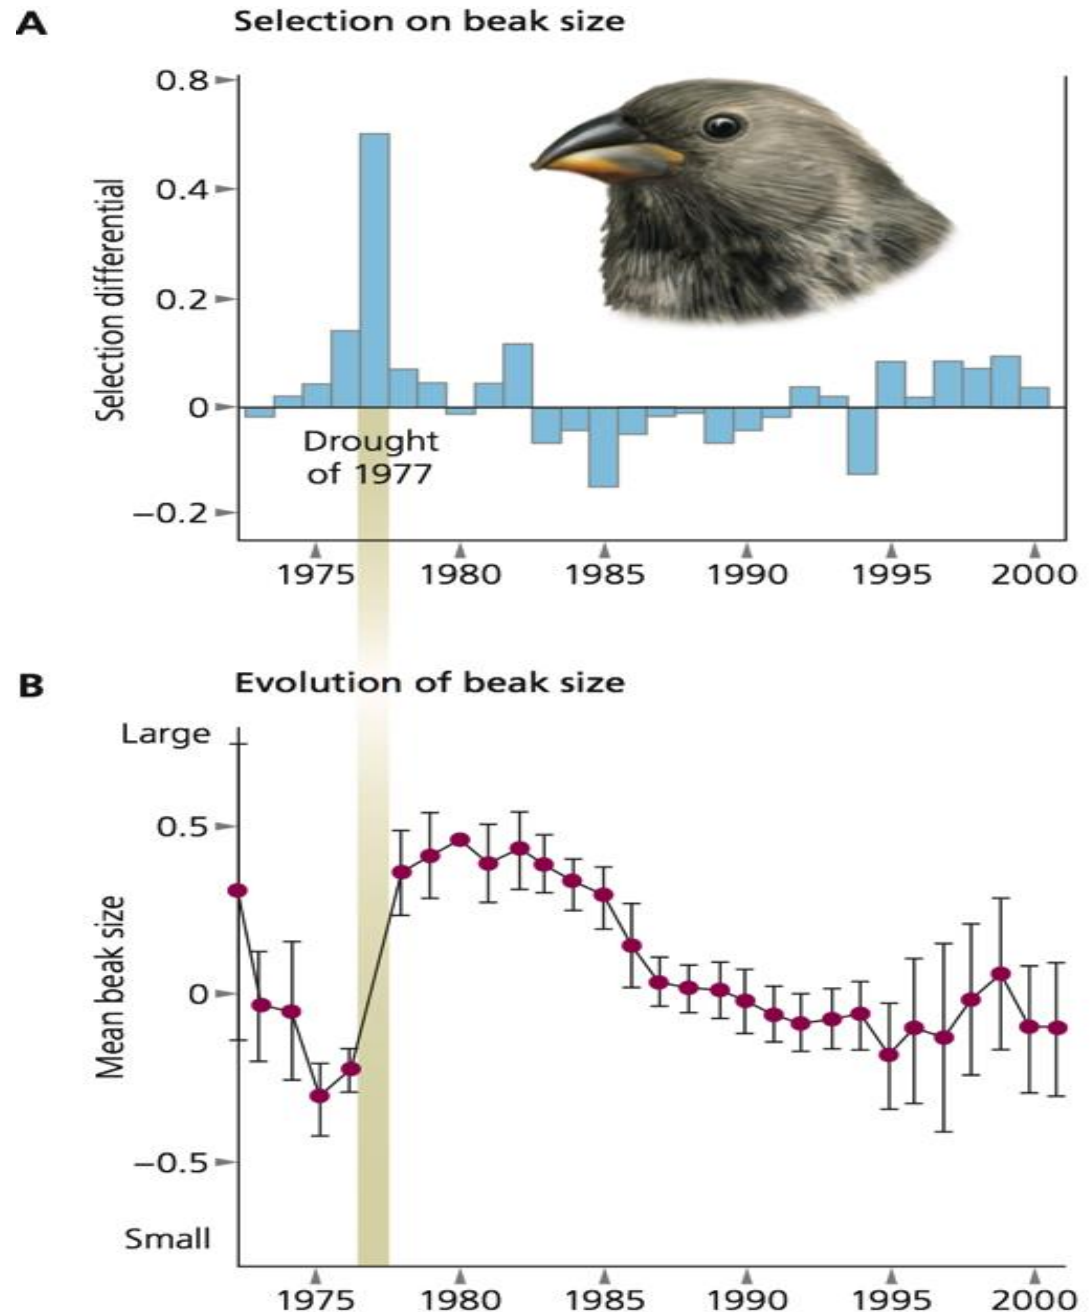 A
Selection on beak size
0.8
0.4
0.2
0
−0.2
Selection differential
Drought
of 1977
1975 1980 1985 1990 1995 2000
B
Evolution of beak size
Large
0.5
0
−0.5
Small
Mean beak size
1975 1980 1985 1990 1995 2000